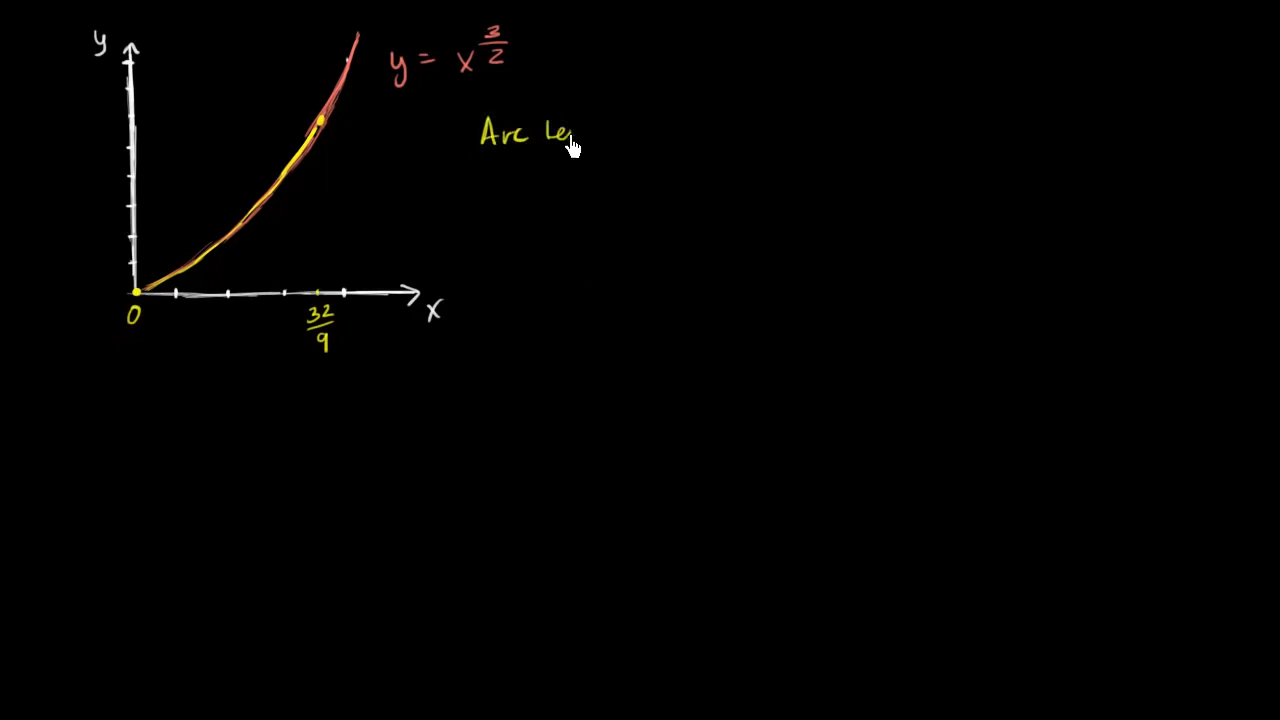 y
y = x^{3/2}
Arc Le
0
32/9
x